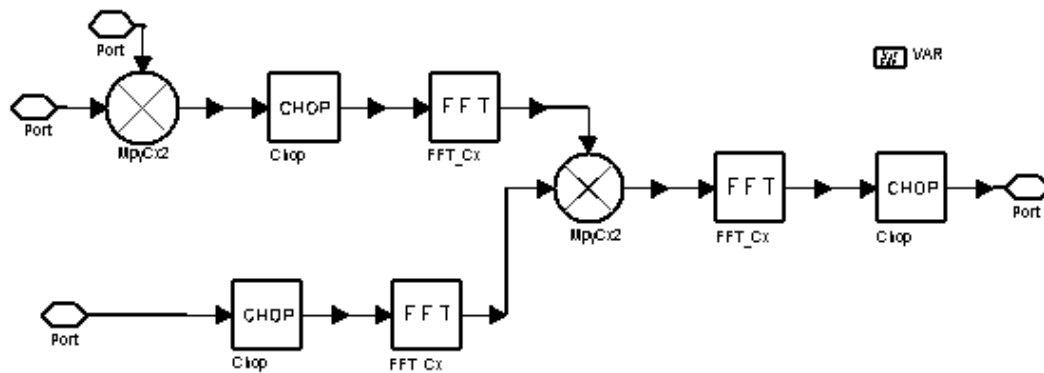 Port
VAR
Port
MpyCx2
CHOP
Chop
FFT
FFT_Cx
MpyCx2
FFT
FFT_Cx
CHOP
Chop
Port
Port
CHOP
Chop
FFT
FFT_Cx